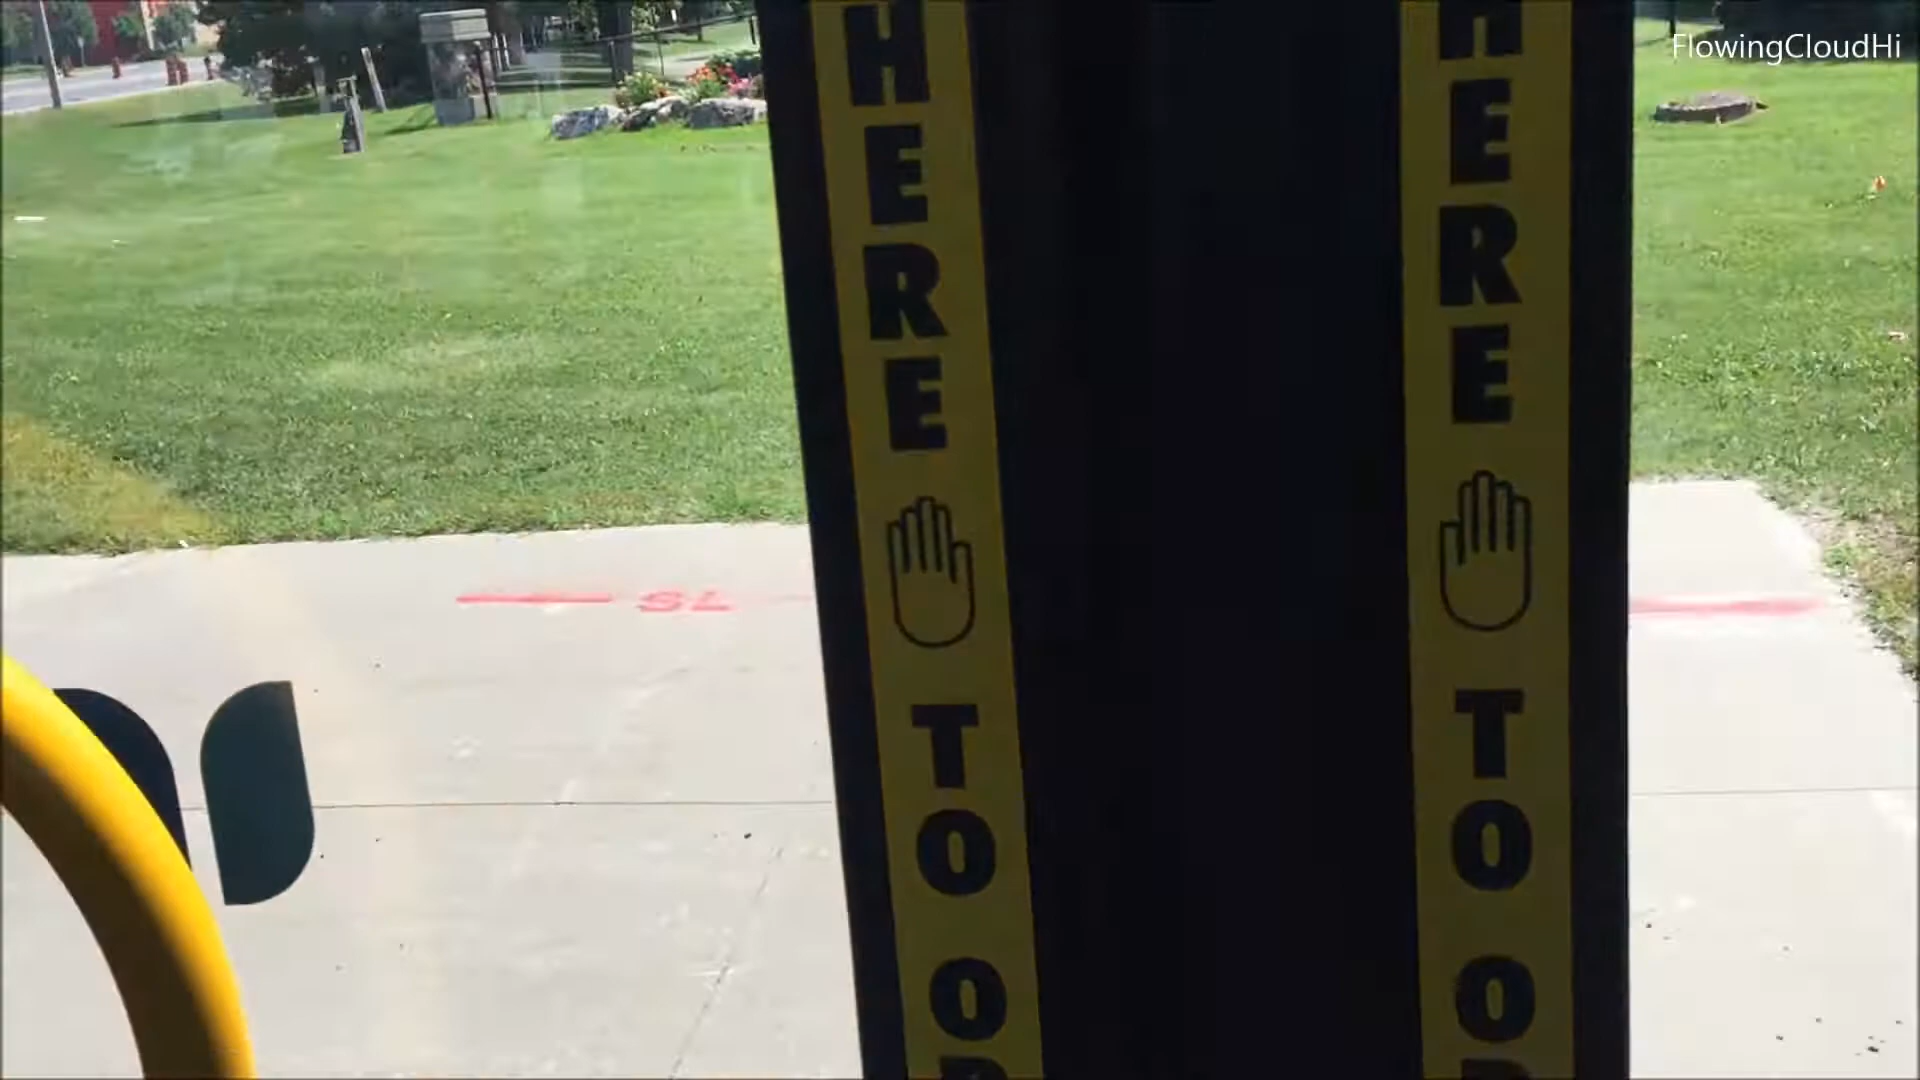 FlowingCloudHi
HERE
TO
HERE
TO
SL